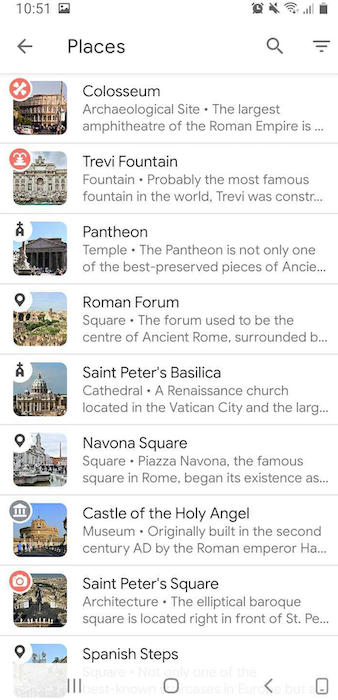 10:51
Places
Colosseum
Archaeological Site • The largest
amphitheatre of the Roman Empire is ...
Trevi Fountain
Fountain • Probably the most famous
fountain in the world, Trevi was constr...
Pantheon
Temple • The Pantheon is not only one
of the best-preserved pieces of Ancie...
Roman Forum
Square • The forum used to be the
centre of Ancient Rome, surrounded b...
Saint Peter's Basilica
Cathedral • A Renaissance church
located in the Vatican City and the larg...
Navona Square
Square • Piazza Navona, the famous
square in Rome, began its existence as...
Castle of the Holy Angel
Museum • Originally built in the second
century AD by the Roman emperor Ha...
Saint Peter's Square
Architecture • The elliptical baroque
square is located right in front of St. Pe...
Spanish Steps
Square • Not only one of the
best-known staircases in Europe but a